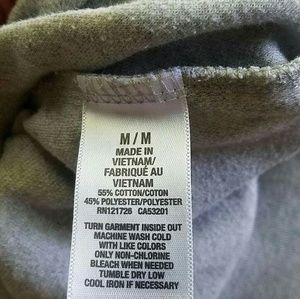 M / M
MADE IN
VIETNAM/
FABRIQUÉ AU
VIETNAM
55% COTTON/COTON
45% POLYESTER/POLYESTER
RN121726 CA53201
TURN GARMENT INSIDE OUT
MACHINE WASH COLD
WITH LIKE COLORS
ONLY NON-CHLORINE
BLEACH WHEN NEEDED
TUMBLE DRY LOW
COOL IRON IF NECESSARY